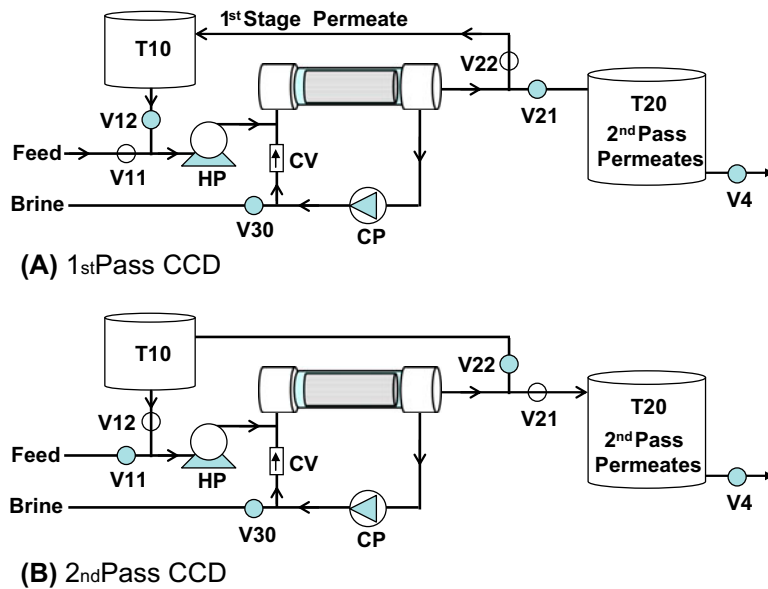 1st Stage Permeate
T10
V22
V12
V21
T20
2nd Pass
Permeates
Feed
V11
HP
CV
V4
Brine
V30
CP
(A) 1stPass CCD
T10
V22
V12
V21
T20
2nd Pass
Permeates
Feed
V11
HP
CV
V4
Brine
V30
CP
(B) 2ndPass CCD